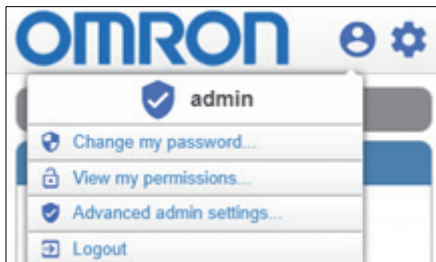 OMRON
admin
Change my password...
View my permissions...
Advanced admin settings...
Logout